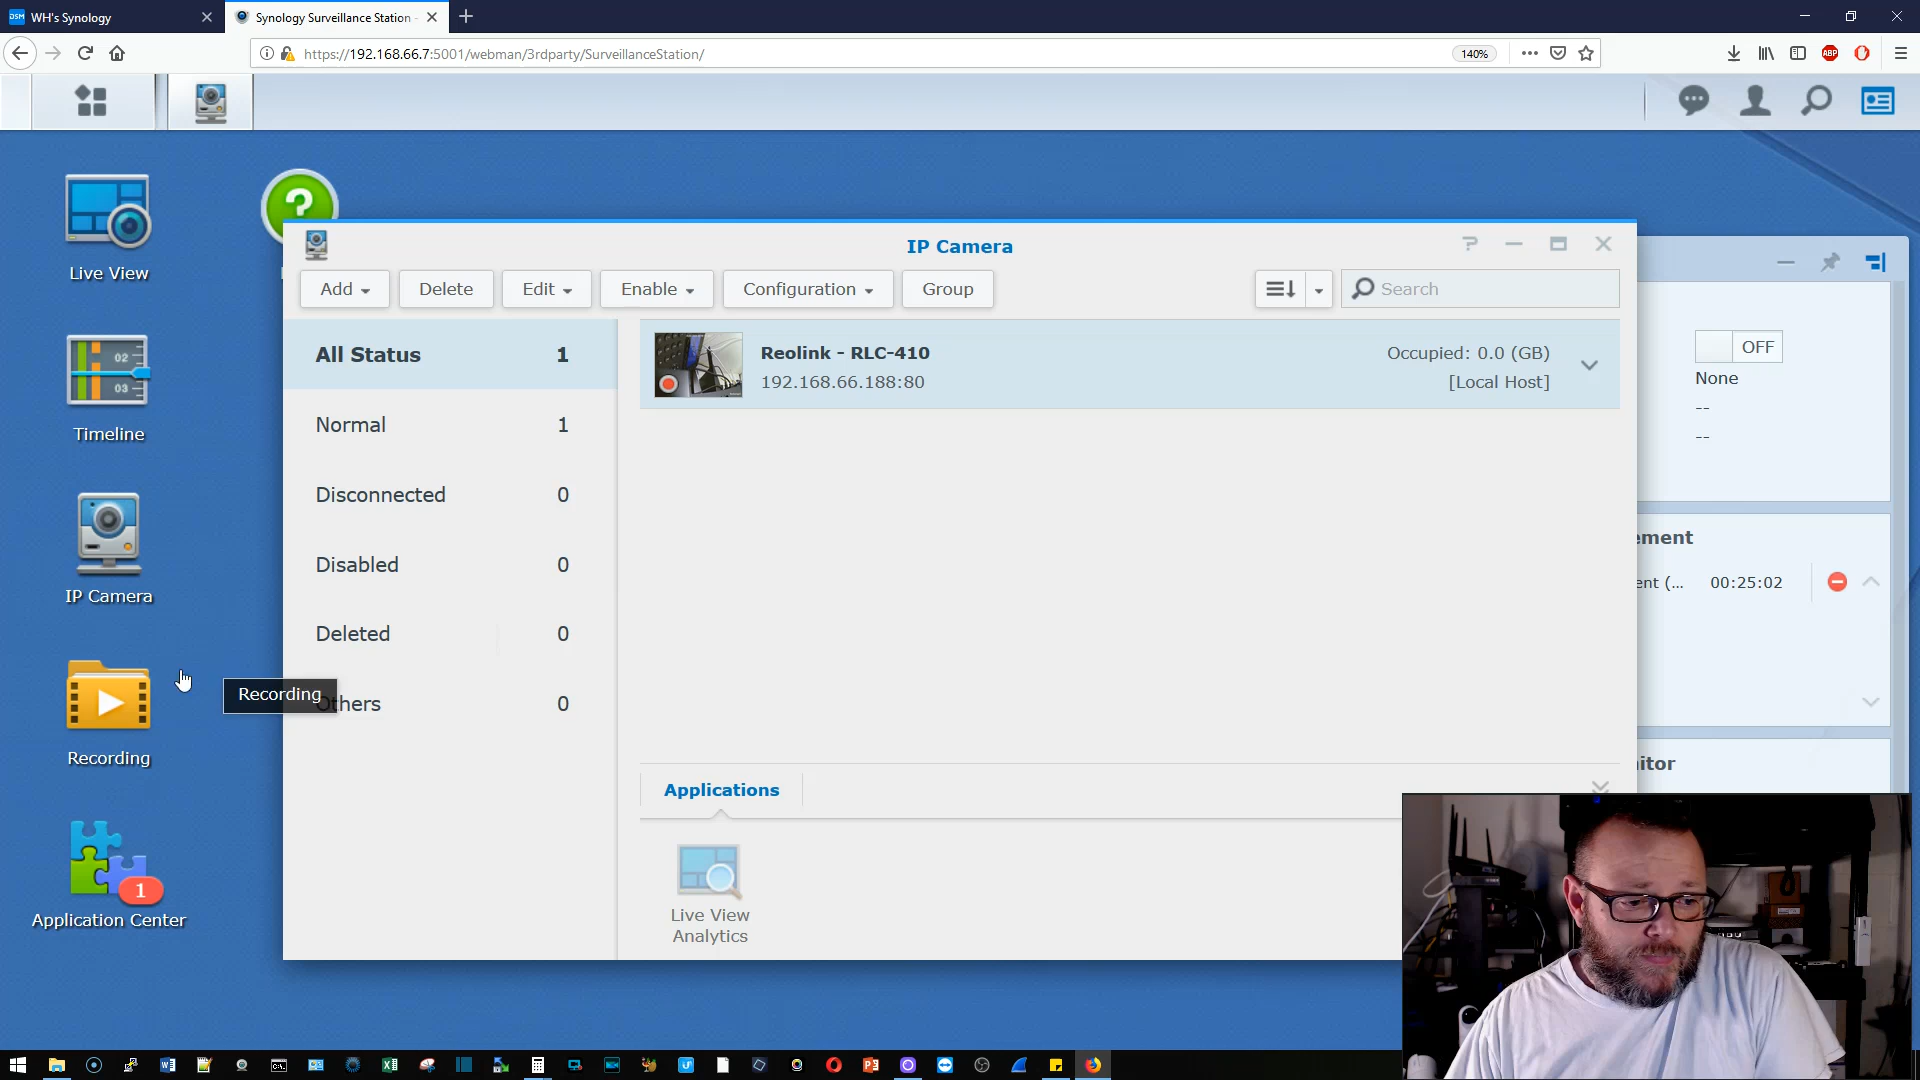 WH's Synology
Synology Surveillance Station -
https://192.168.66.7:5001/webman/3rdparty/SurveillanceStation/
140%
ABP
Live View
Timeline
IP Camera
Recording
Application Center
1
02
03
?
IP Camera
?
Add
Delete
Edit
Enable
Configuration
Group
Search
All Status 1
Normal 1
Disconnected 0
Disabled 0
Deleted 0
Others 0
Recording
Reolink - RLC-410
192.168.66.188:80
Occupied: 0.0 (GB)
[Local Host]
Applications
Live View
Analytics
OFF
None
--
--
ement
ent (... 00:25:02
itor